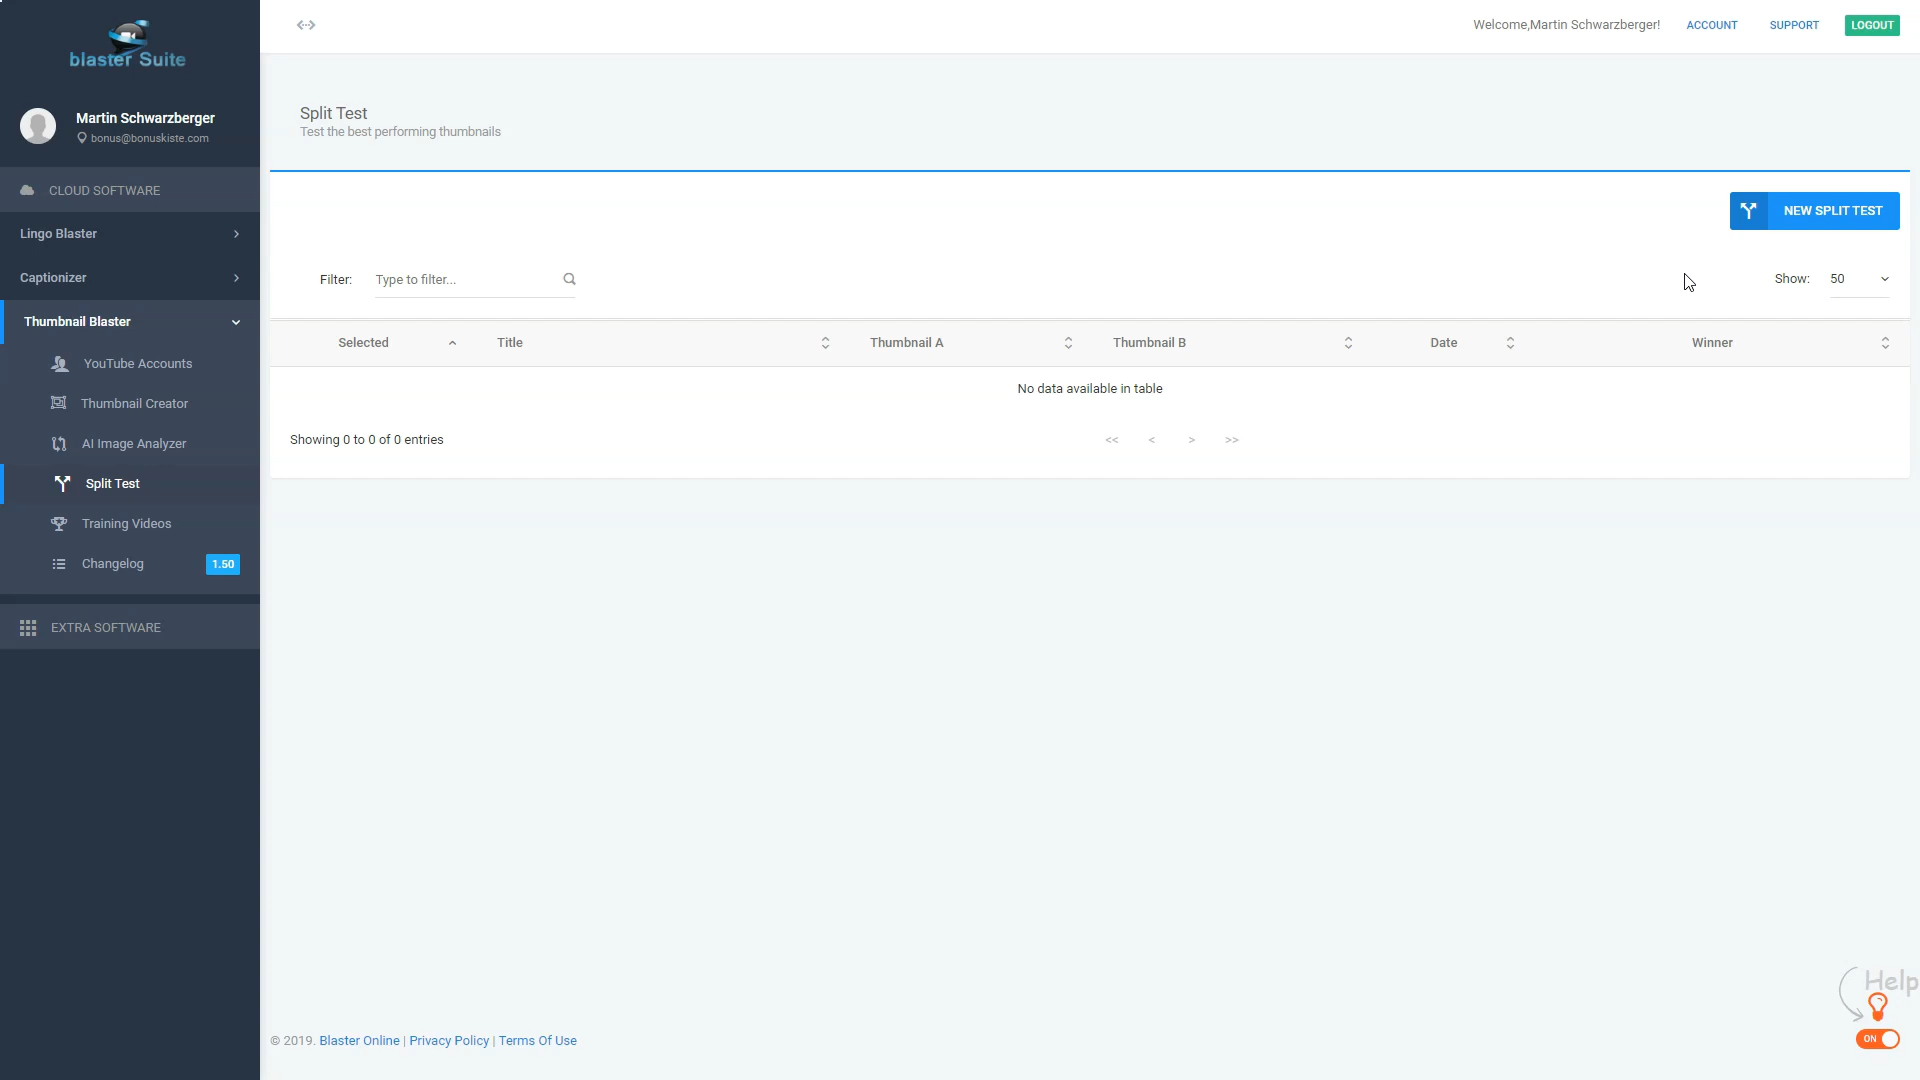 blaster Suite
Martin Schwarzberger
bonus@bonuskiste.com
CLOUD SOFTWARE
Lingo Blaster
Captionizer
Thumbnail Blaster
YouTube Accounts
Thumbnail Creator
AI Image Analyzer
Split Test
Training Videos
Changelog 1.50
EXTRA SOFTWARE
Welcome,Martin Schwarzberger! ACCOUNT SUPPORT LOGOUT
Split Test
Test the best performing thumbnails
NEW SPLIT TEST
Filter: Type to filter... Show: 50
Selected Title Thumbnail A Thumbnail B Date Winner
No data available in table
Showing 0 to 0 of 0 entries << < > >>
Help
ON
© 2019. Blaster Online | Privacy Policy | Terms Of Use